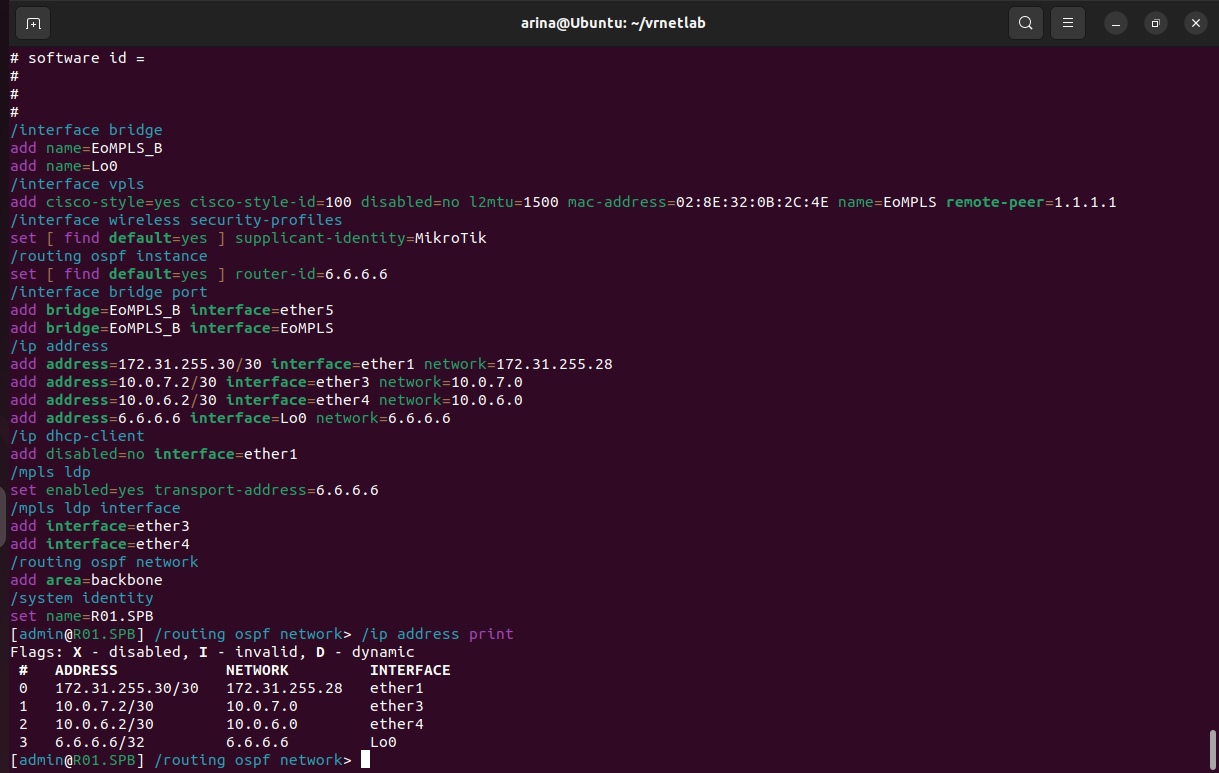 arina@Ubuntu: ~/vrnetlab
# software id =
#
#
#
/interface bridge
add name=EoMPLS_B
add name=Lo0
/interface vpls
add cisco-style=yes cisco-style-id=100 disabled=no l2mtu=1500 mac-address=02:8E:32:0B:2C:4E name=EoMPLS remote-peer=1.1.1.1
/interface wireless security-profiles
set [ find default=yes ] supplicant-identity=MikroTik
/routing ospf instance
set [ find default=yes ] router-id=6.6.6.6
/interface bridge port
add bridge=EoMPLS_B interface=ether5
add bridge=EoMPLS_B interface=EoMPLS
/ip address
add address=172.31.255.30/30 interface=ether1 network=172.31.255.28
add address=10.0.7.2/30 interface=ether3 network=10.0.7.0
add address=10.0.6.2/30 interface=ether4 network=10.0.6.0
add address=6.6.6.6 interface=Lo0 network=6.6.6.6
/ip dhcp-client
add disabled=no interface=ether1
/mpls ldp
set enabled=yes transport-address=6.6.6.6
/mpls ldp interface
add interface=ether3
add interface=ether4
/routing ospf network
add area=backbone
/system identity
set name=R01.SPB
[admin@R01.SPB] /routing ospf network> /ip address print
Flags: X - disabled, I - invalid, D - dynamic
# ADDRESS NETWORK INTERFACE
0 172.31.255.30/30 172.31.255.28 ether1
1 10.0.7.2/30 10.0.7.0 ether3
2 10.0.6.2/30 10.0.6.0 ether4
3 6.6.6.6/32 6.6.6.6 Lo0
[admin@R01.SPB] /routing ospf network>